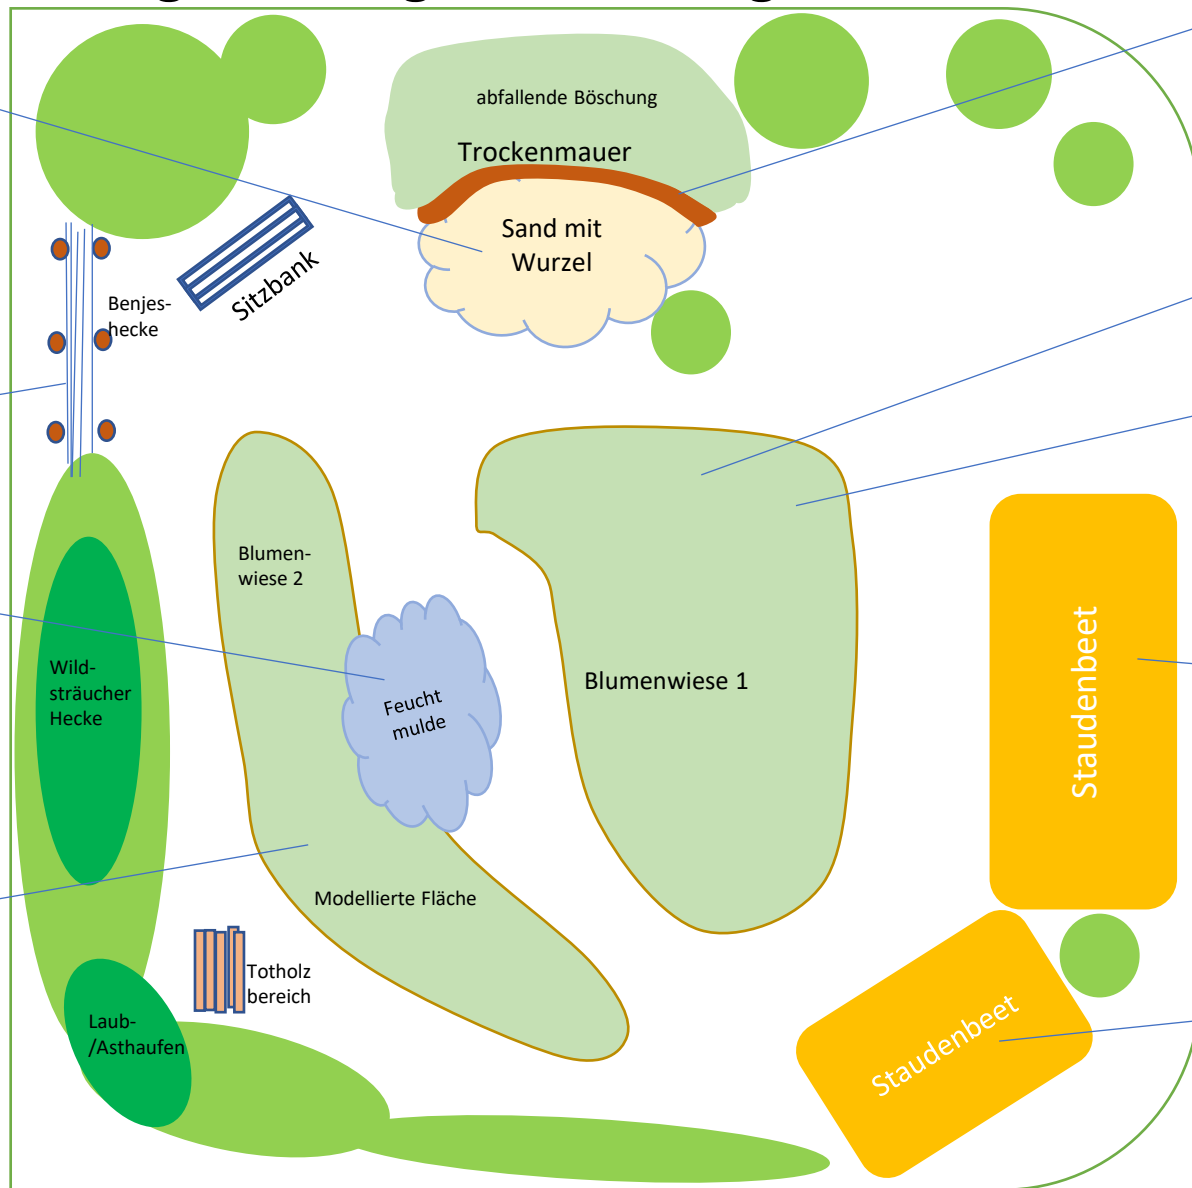 abfallende Böschung
Trockenmauer
Sand mit
Wurzel
Sitzbank
Benjes-
hecke
Blumen-
wiese 2
Wild-
sträucher
Hecke
Feucht
mulde
Blumenwiese 1
Staudenbeet
Modellierte Fläche
Totholz
bereich
Laub-
/Asthaufen
Staudenbeet